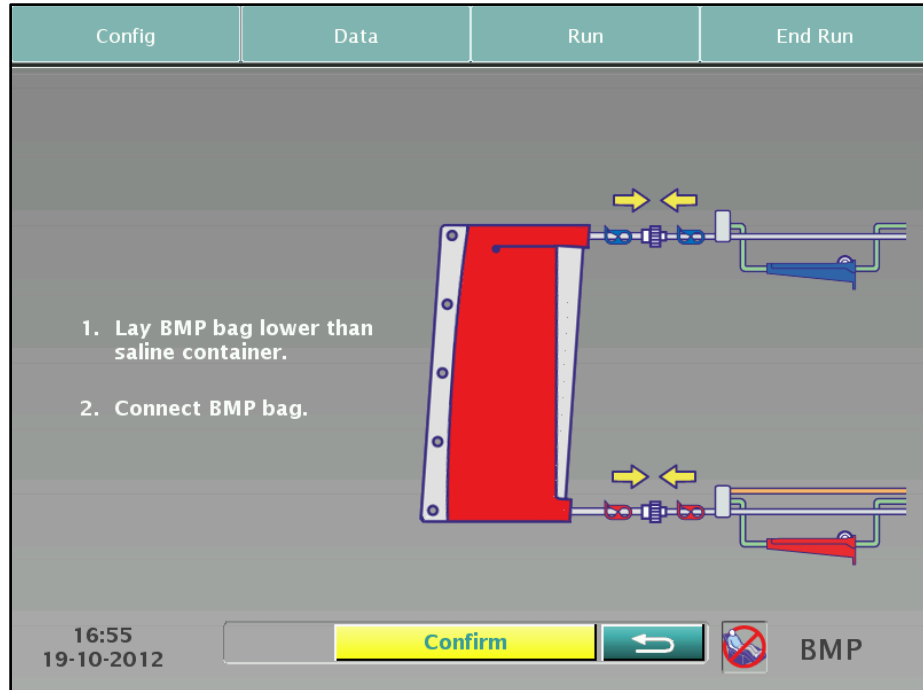 Config Data Run End Run
1. Lay BMP bag lower than
saline container.
2. Connect BMP bag.
16:55
19-10-2012
Confirm
BMP